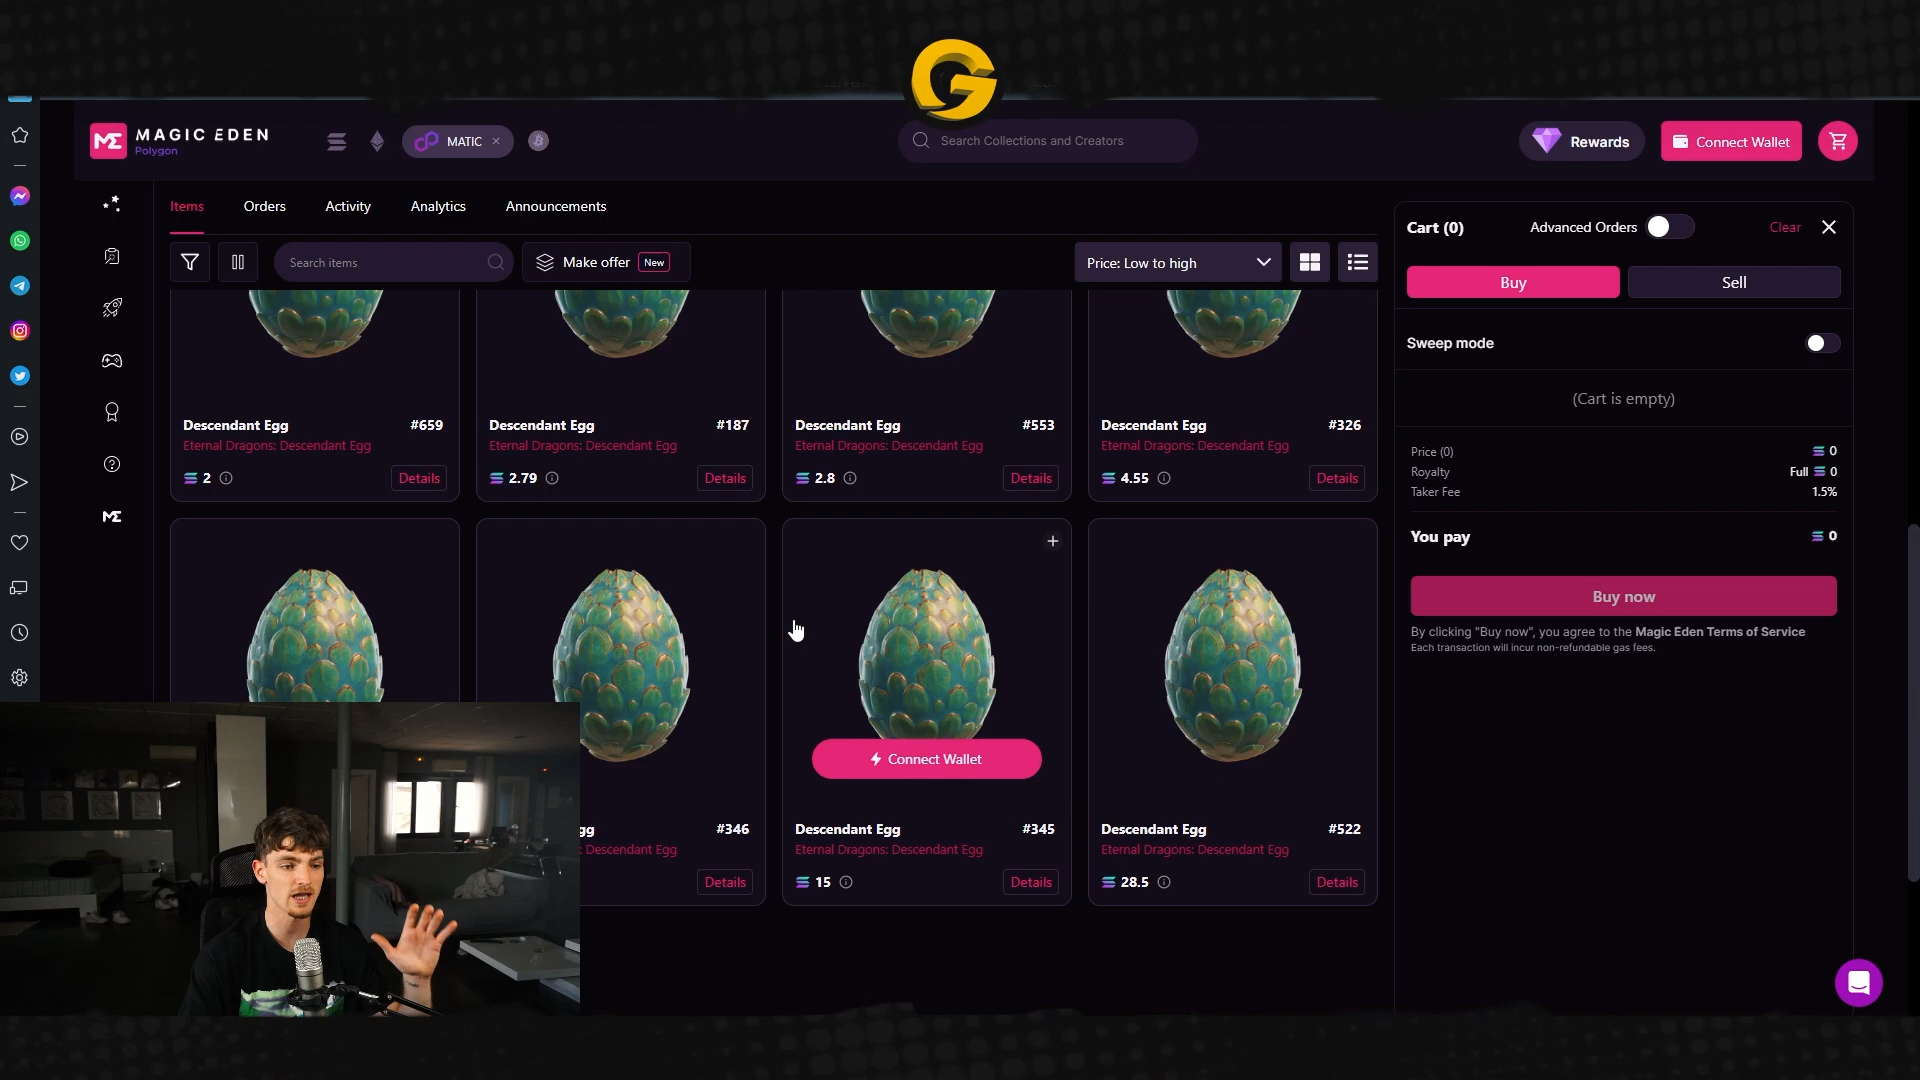 G
ME MAGIC EDEN
Polygon
MATIC
Search Collections and Creators
Rewards
Connect Wallet
Items
Orders
Activity
Analytics
Announcements
Search items
Make offer New
Price: Low to high
Cart (0)
Advanced Orders
Clear
Buy
Sell
Sweep mode
(Cart is empty)
Price (0) 0
Royalty Full 0
Taker Fee 1.5%
You pay 0
Buy now
By clicking "Buy now", you agree to the Magic Eden Terms of Service
Each transaction will incur non-refundable gas fees.
Descendant Egg #659
Eternal Dragons: Descendant Egg
2 Details
Descendant Egg #187
Eternal Dragons: Descendant Egg
2.79 Details
Descendant Egg #553
Eternal Dragons: Descendant Egg
2.8 Details
Descendant Egg #326
Eternal Dragons: Descendant Egg
4.55 Details
ME
gg #346
: Descendant Egg
Details
Connect Wallet
Descendant Egg #345
Eternal Dragons: Descendant Egg
15 Details
Descendant Egg #522
Eternal Dragons: Descendant Egg
28.5 Details